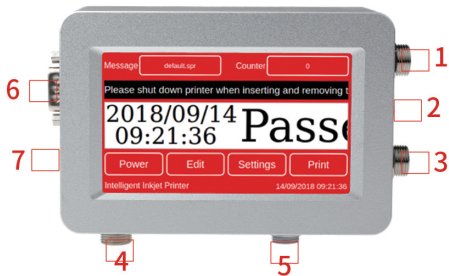 Message
default.spr
Counter
0
Please shut down printer when inserting and removing t
2018/09/14
09:21:36
Passe
Power
Edit
Settings
Print
Intelligent Inkjet Printer
14/09/2018 09:21:36
1
2
3
4
5
6
7